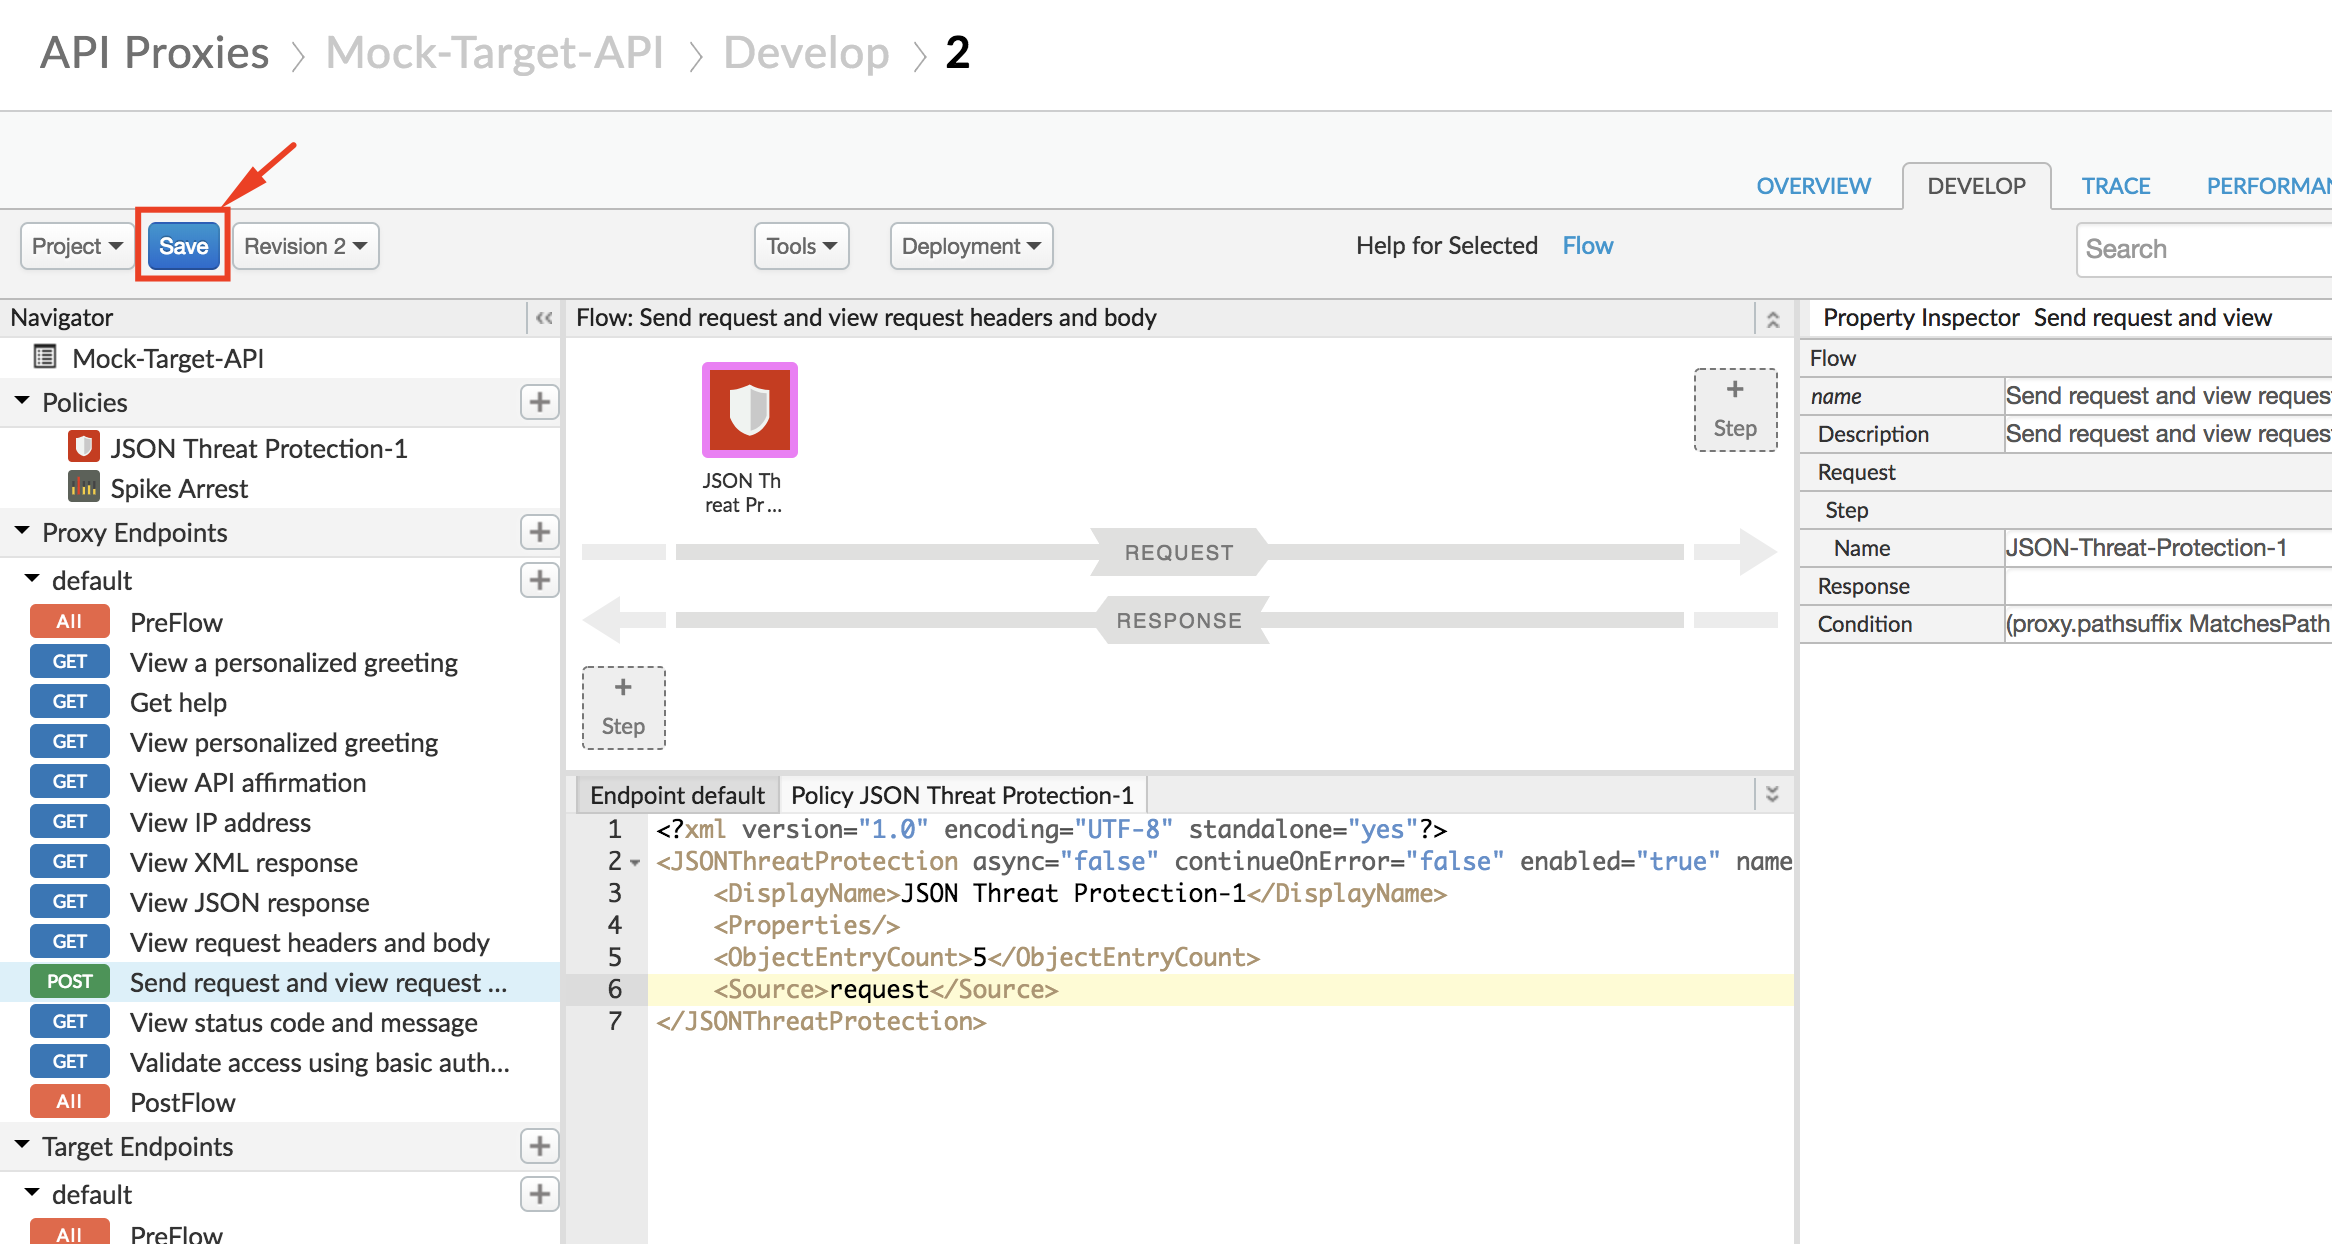 API Proxies > Mock-Target-API > Develop > 2
OVERVIEW DEVELOP TRACE PERFORMAN
Project Save Revision 2 Tools Deployment Help for Selected Flow Search
Navigator
Mock-Target-API
Policies
JSON Threat Protection-1
Spike Arrest
Proxy Endpoints
default
All PreFlow
GET View a personalized greeting
GET Get help
GET View personalized greeting
GET View API affirmation
GET View IP address
GET View XML response
GET View JSON response
GET View request headers and body
POST Send request and view request ...
GET View status code and message
GET Validate access using basic auth...
All PostFlow
Target Endpoints
default
All PreFlow
Flow: Send request and view request headers and body
JSON Th
reat Pr...
+
Step
REQUEST
RESPONSE
+
Step
Endpoint default Policy JSON Threat Protection-1
1 <?xml version="1.0" encoding="UTF-8" standalone="yes"?>
2 <JSONThreatProtection async="false" continueOnError="false" enabled="true" name
3 <DisplayName>JSON Threat Protection-1</DisplayName>
4 <Properties/>
5 <ObjectEntryCount>5</ObjectEntryCount>
6 <Source>request</Source>
7 </JSONThreatProtection>
Property Inspector Send request and view
Flow
name Send request and view reques
Description Send request and view reques
Request
Step
Name JSON-Threat-Protection-1
Response
Condition (proxy.pathsuffix MatchesPath